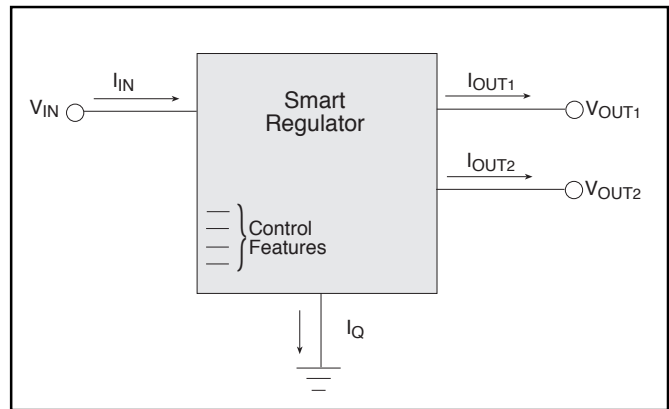 I_IN
V_IN
Smart
Regulator
I_OUT1
V_OUT1
I_OUT2
V_OUT2
Control
Features
I_Q